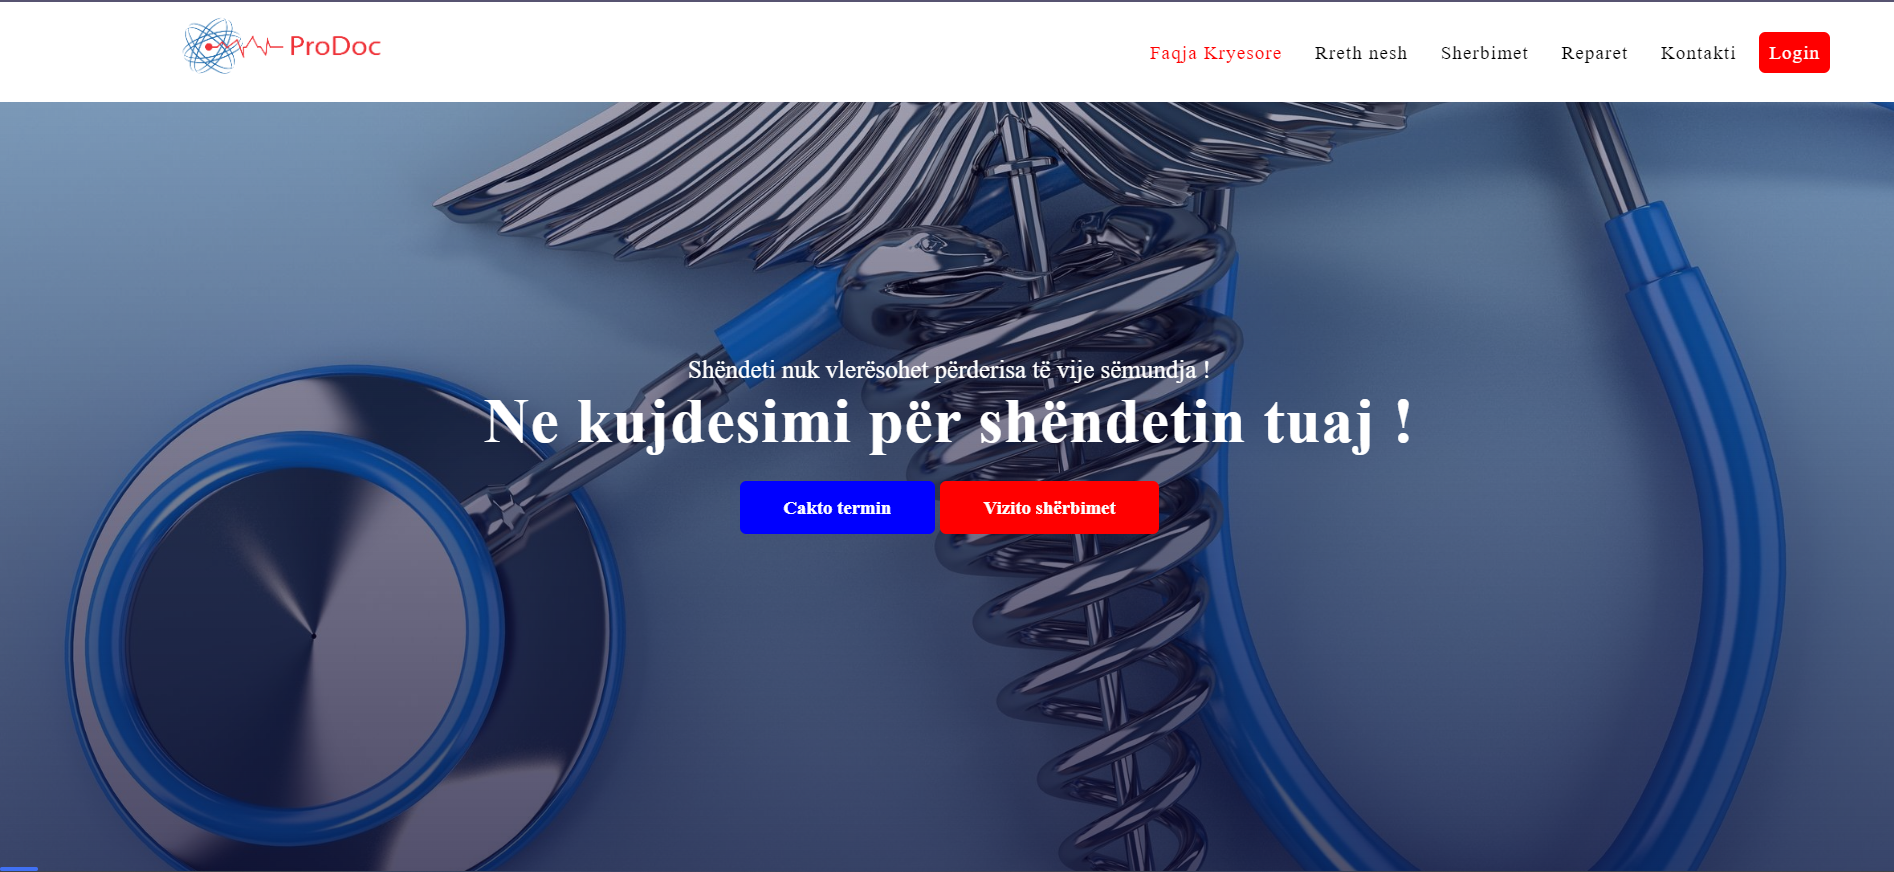 ProDoc
Faqja Kryesore Rreth nesh Sherbimet Reparet Kontakti Login
Shëndeti nuk vlerësohet përderisa të vije sëmundja !
Ne kujdesimi për shëndetin tuaj !
Cakto termin Vizito shërbimet